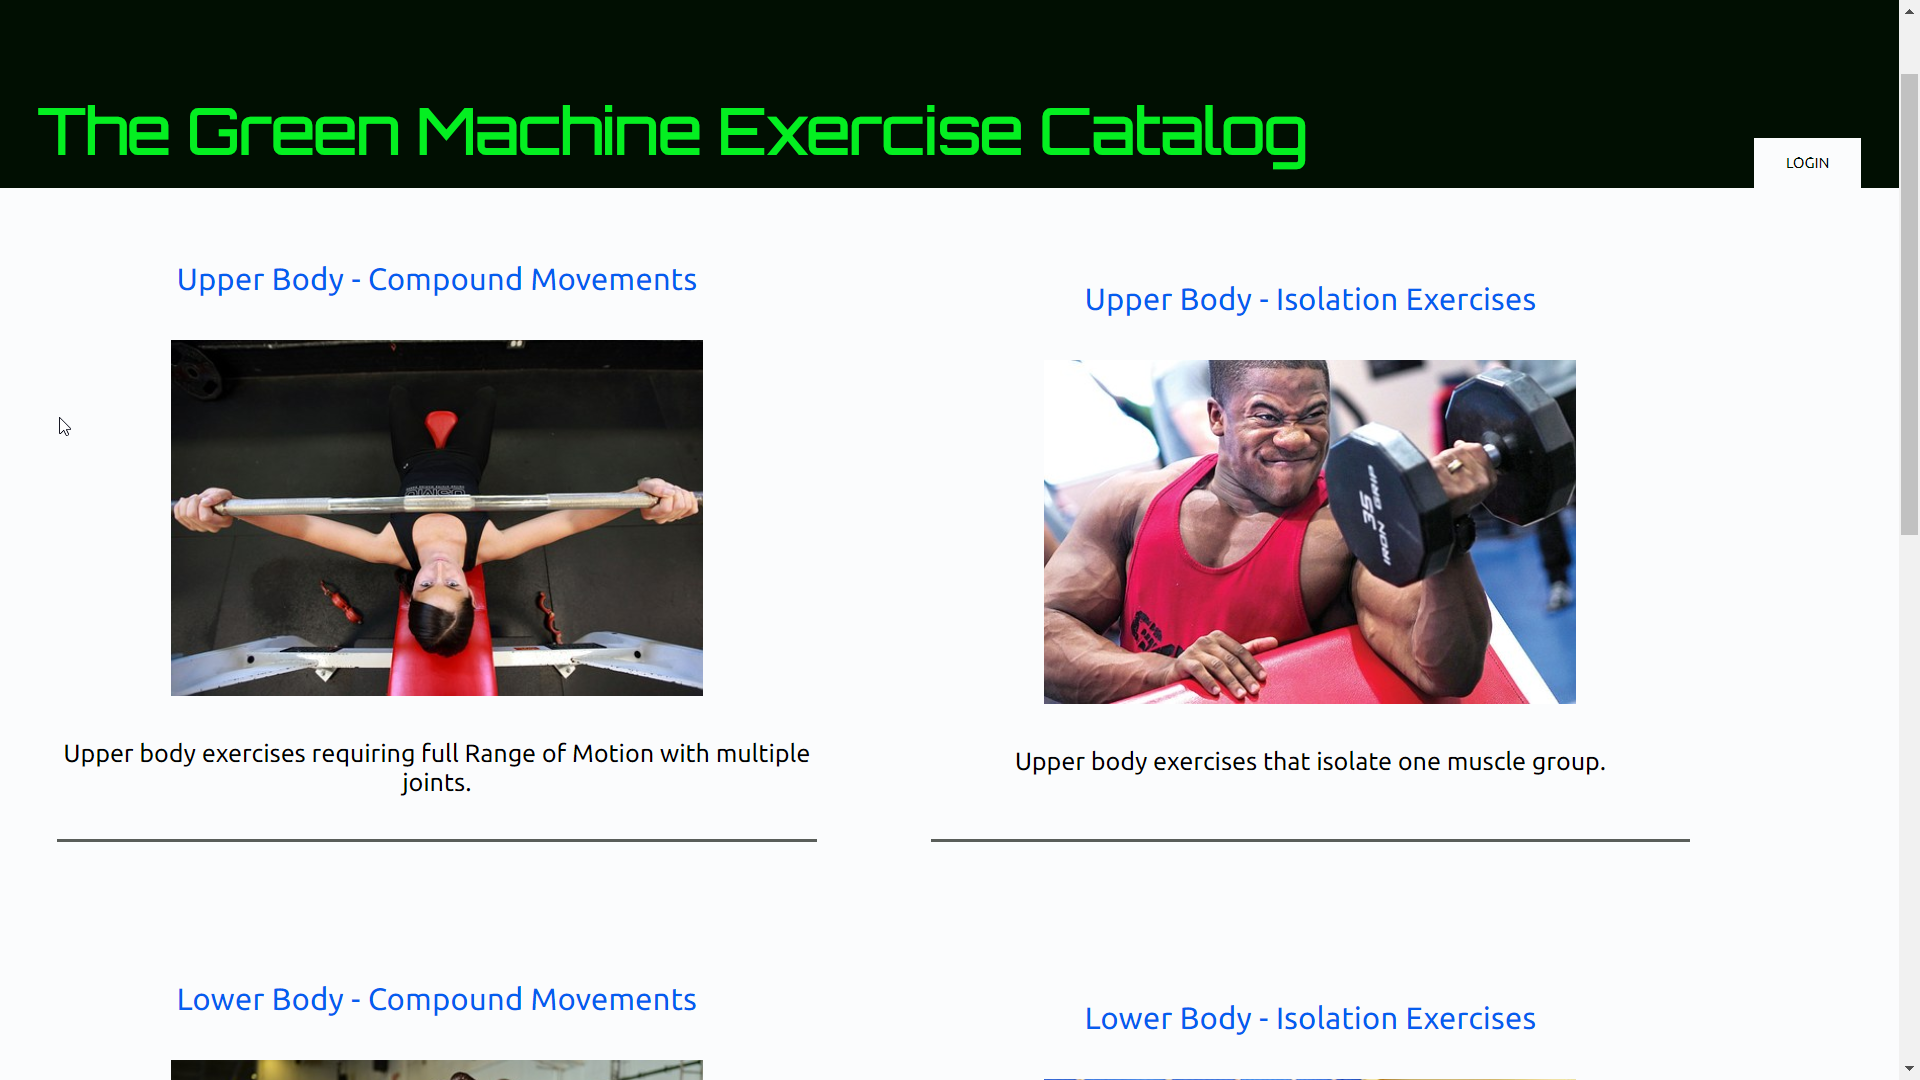 The Green Machine Exercise Catalog
LOGIN
Upper Body - Compound Movements
Upper Body - Isolation Exercises
35
IRON GRIP
Upper body exercises requiring full Range of Motion with multiple
joints.
Upper body exercises that isolate one muscle group.
Lower Body - Compound Movements
Lower Body - Isolation Exercises